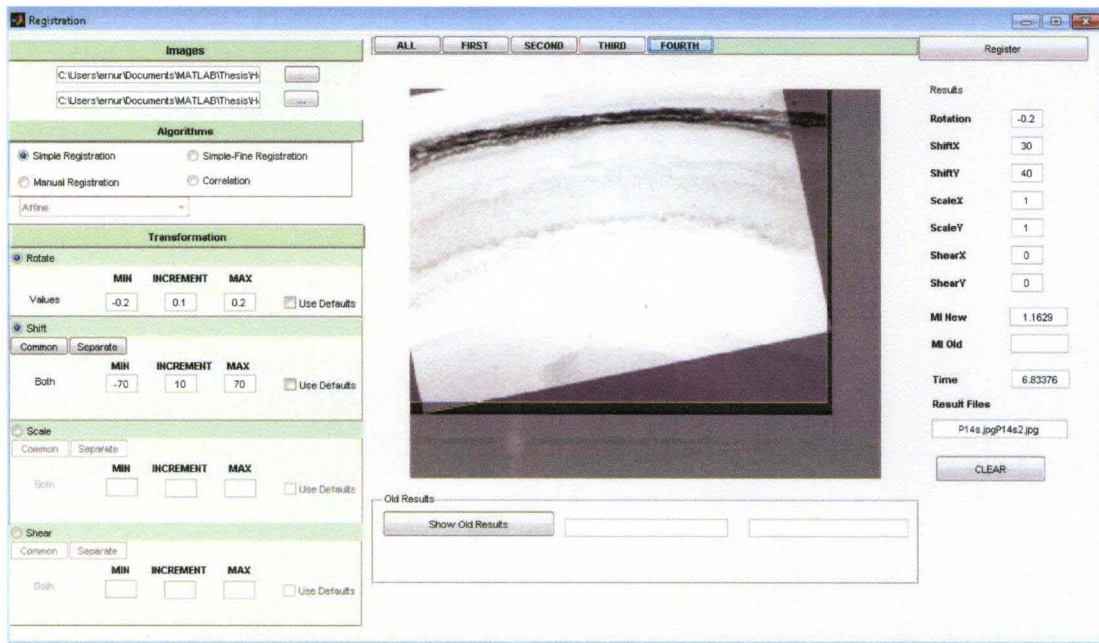 Registration
Images
C:\Users\ernur\Documents\MATLAB\Thesis\H
..
C:\Users\ernur\Documents\MATLAB\Thesis\H
...
Algorithms
Simple Registration
Simple-Fine Registration
Manual Registration
Correlation
Affine
Transformation
Rotate
MIN INCREMENT MAX
Values -0.2 0.1 0.2 Use Defaults
Shift
Common Separate
MIN INCREMENT MAX
Both -70 10 70 Use Defaults
Scale
Common Separate
MIN INCREMENT MAX
Both Use Defaults
Shear
Common Separate
MIN INCREMENT MAX
Both Use Defaults
ALL FIRST SECOND THIRD FOURTH
Old Results
Show Old Results
Register
Results
Rotation -0.2
ShiftX 30
ShiftY 40
ScaleX 1
ScaleY 1
ShearX 0
ShearY 0
MI New 1.1629
MI Old
Time 6.83376
Result Files
P14s.jpgP14s2.jpg
CLEAR